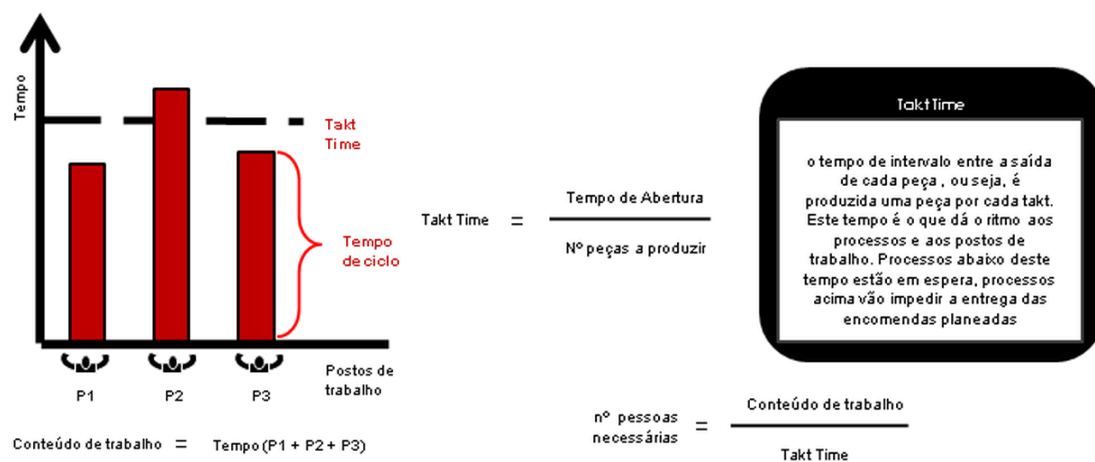 Tempo
Takt
Time
Tempo
de ciclo
P1
P2
P3
Postos de
trabalho
Conteúdo de trabalho = Tempo (P1 + P2 + P3)
Takt Time = Tempo de Abertura
Nº peças a produzir
Takt Time
o tempo de intervalo entre a saída
de cada peça , ou seja, é
produzida uma peça por cada takt.
Este tempo é o que dá o ritmo aos
processos e aos postos de
trabalho. Processos abaixo deste
tempo estão em espera, processos
acima vão impedir a entrega das
encomendas planeadas
nº pessoas
necessárias = Conteúdo de trabalho
Takt Time